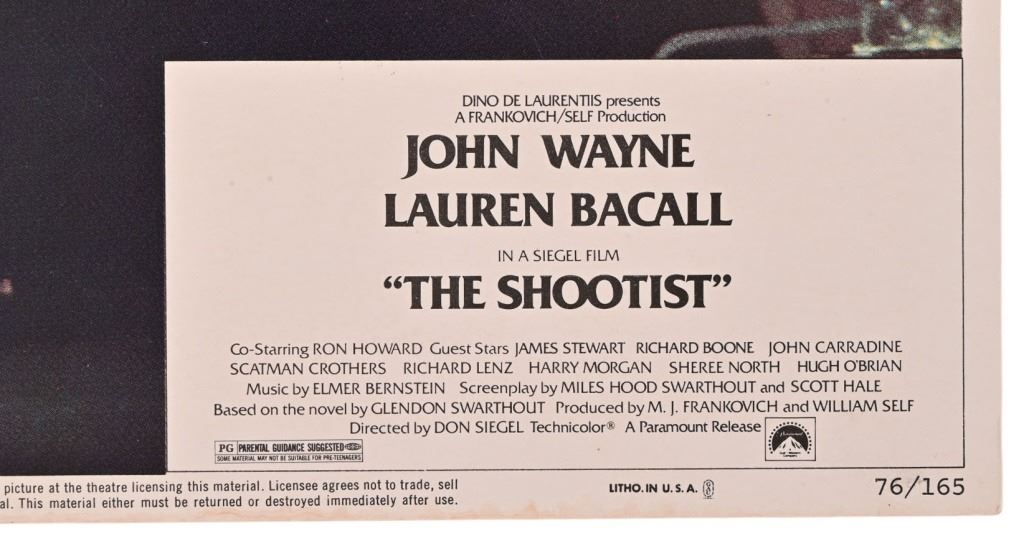 DINO DE LAURENTIIS presents
A FRANKOVICH/SELF Production
JOHN WAYNE
LAUREN BACALL
IN A SIEGEL FILM
“THE SHOOTIST”
Co-Starring RON HOWARD Guest Stars JAMES STEWART RICHARD BOONE JOHN CARRADINE
SCATMAN CROTHERS RICHARD LENZ HARRY MORGAN SHEREE NORTH HUGH O'BRIAN
Music by ELMER BERNSTEIN Screenplay by MILES HOOD SWARTHOUT and SCOTT HALE
Based on the novel by GLENDON SWARTHOUT Produced by M. J. FRANKOVICH and WILLIAM SELF
Directed by DON SIEGEL Technicolor® A Paramount Release
PG PARENTAL GUIDANCE SUGGESTED
SOME MATERIAL MAY NOT BE SUITABLE FOR PRE-TEENAGERS
Paramount
picture at the theatre licensing this material. Licensee agrees not to trade, sell
al. This material either must be returned or destroyed immediately after use.
LITHO. IN U. S. A.
76/165